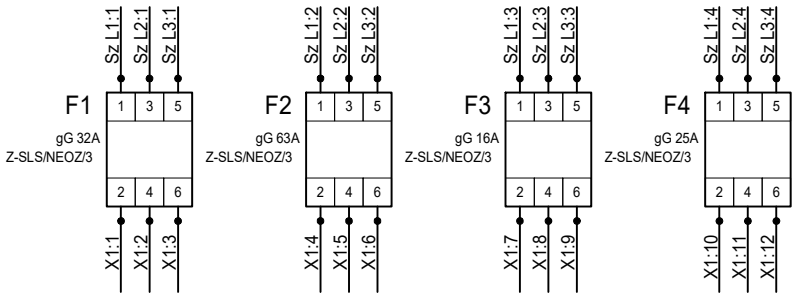 Sz L1:1
Sz L2:1
Sz L3:1
F1
1 3 5
gG 32A
Z-SLS/NEOZ/3
2 4 6
X1:1
X1:2
X1:3
Sz L1:2
Sz L2:2
Sz L3:2
F2
1 3 5
gG 63A
Z-SLS/NEOZ/3
2 4 6
X1:4
X1:5
X1:6
Sz L1:3
Sz L2:3
Sz L3:3
F3
1 3 5
gG 16A
Z-SLS/NEOZ/3
2 4 6
X1:7
X1:8
X1:9
Sz L1:4
Sz L2:4
Sz L3:4
F4
1 3 5
gG 25A
Z-SLS/NEOZ/3
2 4 6
X1:10
X1:11
X1:12